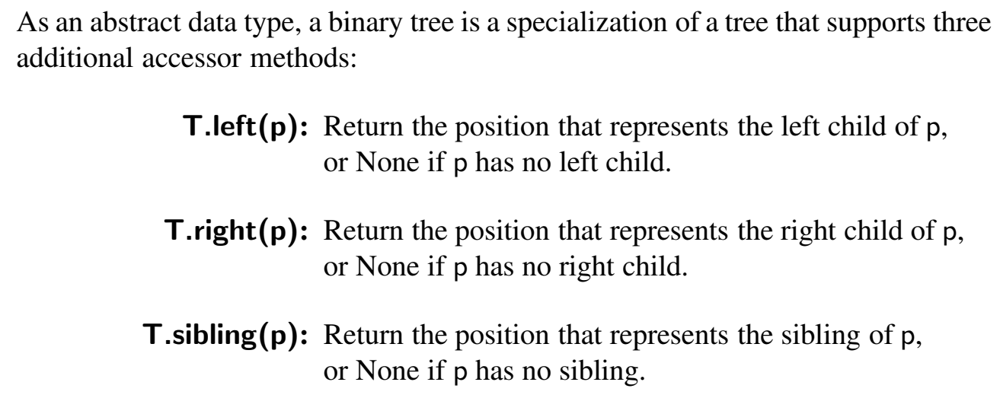 As an abstract data type, a binary tree is a specialization of a tree that supports three
additional accessor methods:
T.left(p): Return the position that represents the left child of p,
or None if p has no left child.
T.right(p): Return the position that represents the right child of p,
or None if p has no right child.
T.sibling(p): Return the position that represents the sibling of p,
or None if p has no sibling.